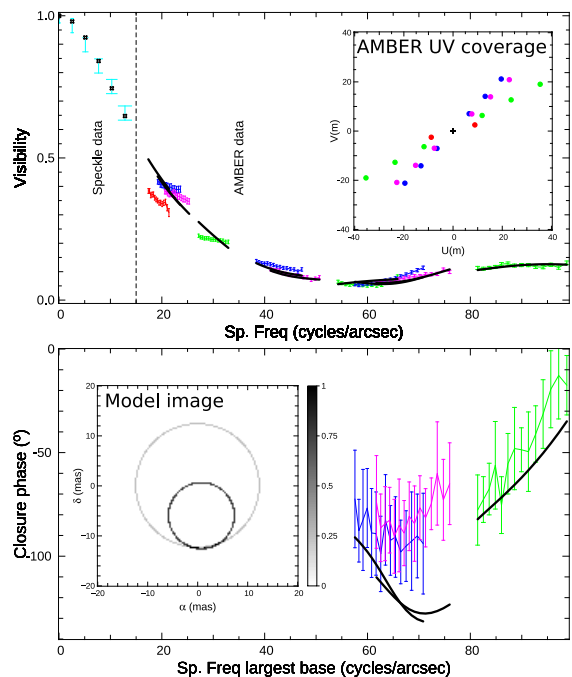 1.0
0.5
0.0
Visibility
Speckle data
AMBER data
AMBER UV coverage
40
20
0
−20
−40
V(m)
−40 −20 0 20 40
U(m)
0 20 40 60 80
Sp. Freq (cycles/arcsec)
0
−50
−100
Closure phase (º)
Model image
20
10
0
−10
−20
δ (mas)
−20 −10 0 10 20
α (mas)
1
0.75
0.5
0.25
0
0 20 40 60 80
Sp. Freq largest base (cycles/arcsec)